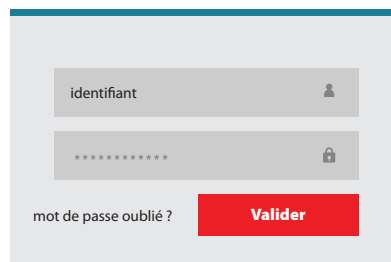 identifiant
************
mot de passe oublié ?
Valider